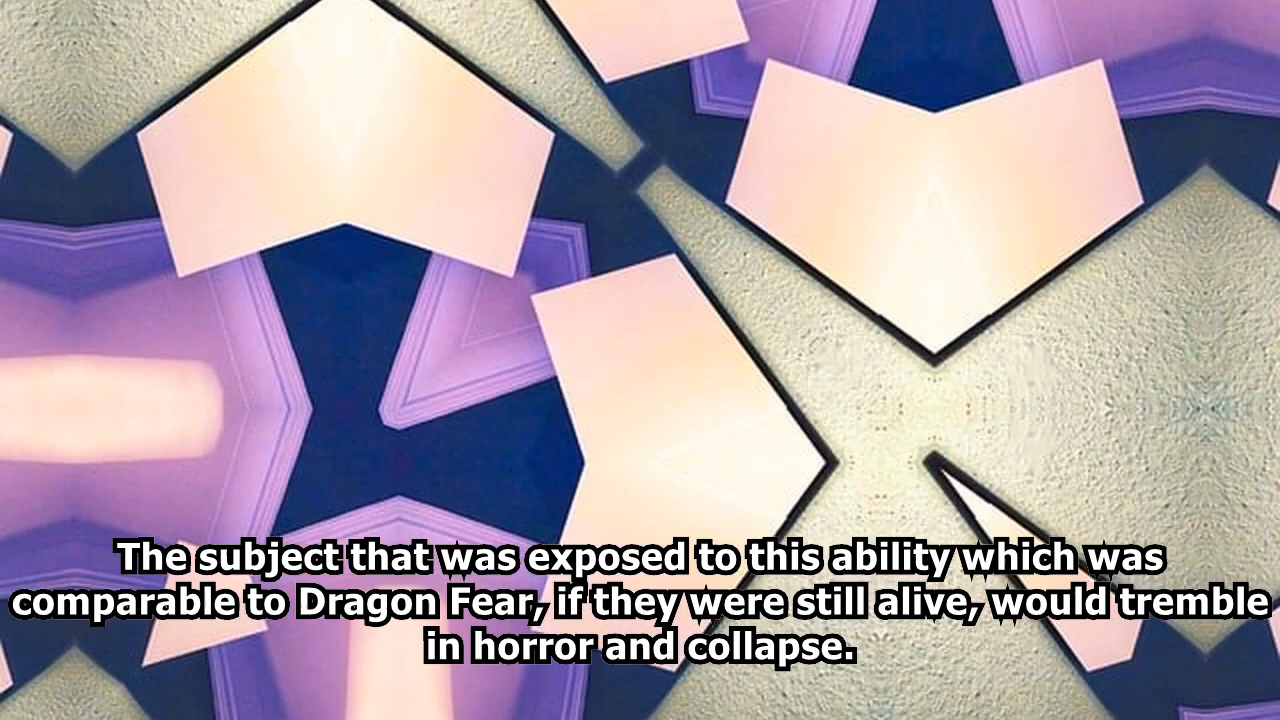 The subject that was exposed to this ability which was
comparable to Dragon Fear, if they were still alive, would tremble
in horror and collapse.